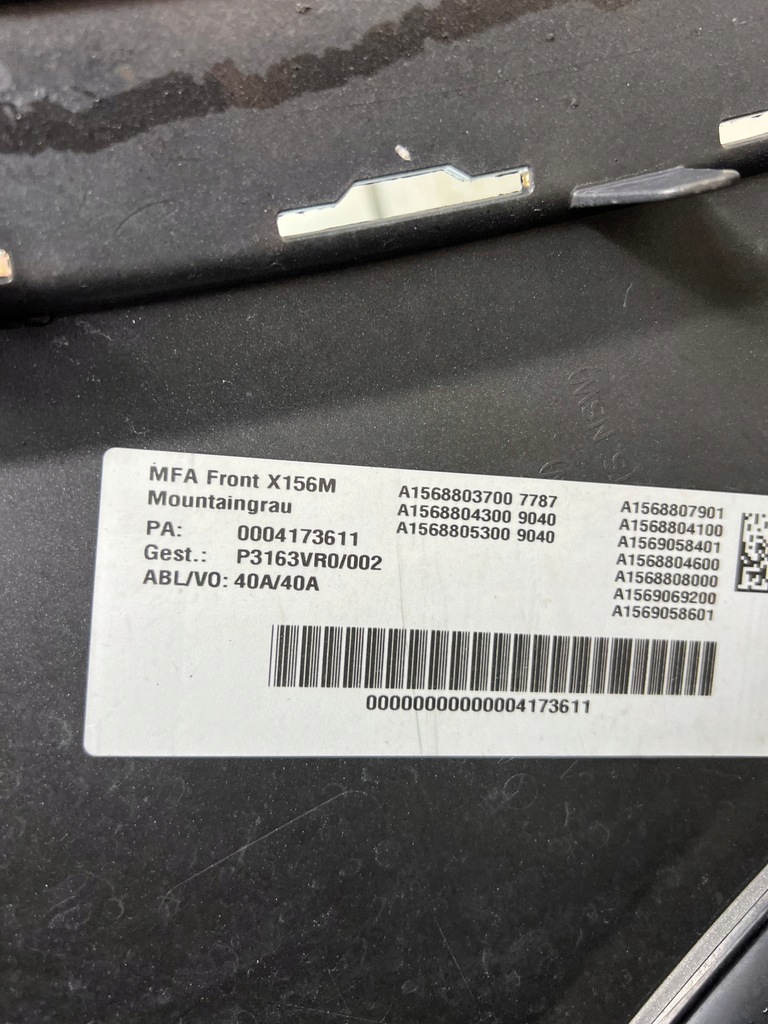 MFA Front X156M
Mountaingrau
PA: 0004173611
Gest.: P3163VR0/002
ABL/VO: 40A/40A
A1568803700 7787
A1568804300 9040
A1568805300 9040
A1568807901
A1568804100
A1569058401
A1568804600
A1568808000
A1569069200
A1569058601
00000000000004173611